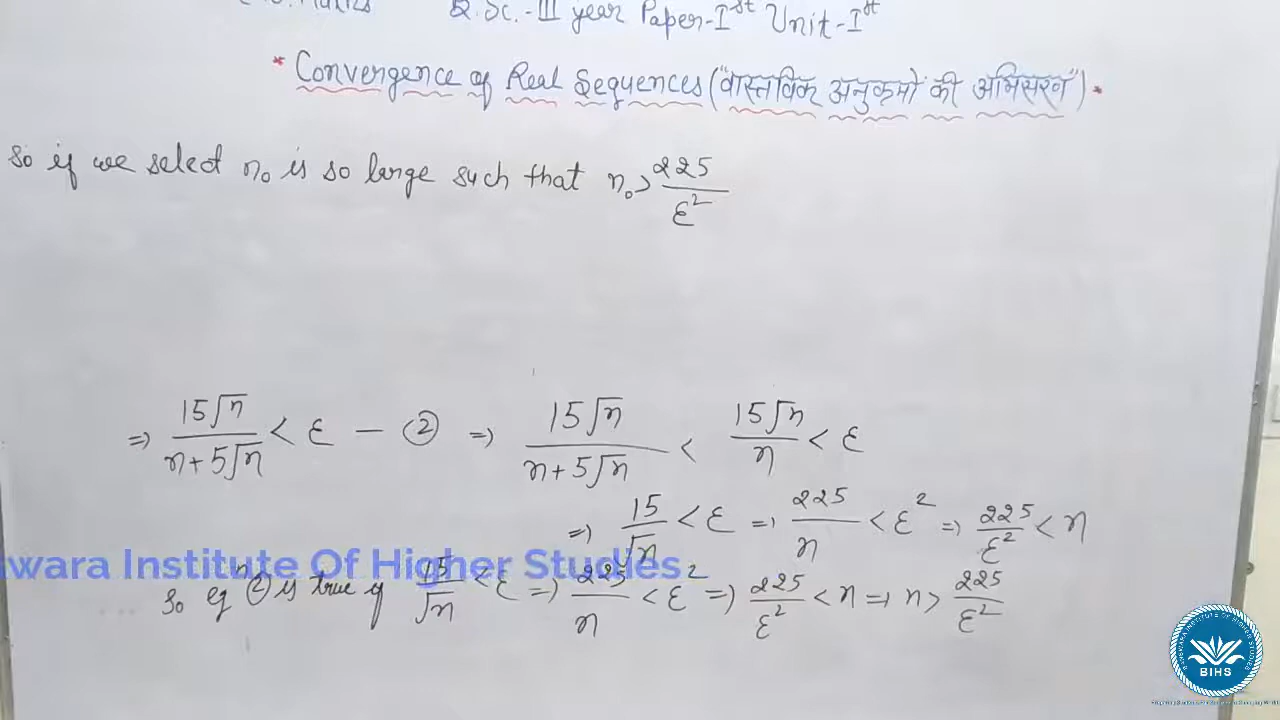 B.Sc.-III year Paper-Ist Unit-Ist
* Convergence of Real Sequences ("वास्तविक अनुक्रमों की अभिसरण") *
So if we select n₀ is so large such that n₀ > 225/ε²
⇒ 15√n/(n+5√n) < ε — ② ⇒ 15√n/(n+5√n) < 15√n/n < ε
⇒ 15/√n < ε ⇒ 225/n < ε² ⇒ 225/ε² < n
wara Institute Of Higher Studies
So eqⁿ ② is true if 15/√n < ε ⇒ 225/n < ε² ⇒ 225/ε² < n ⇒ n > 225/ε²
BIHS